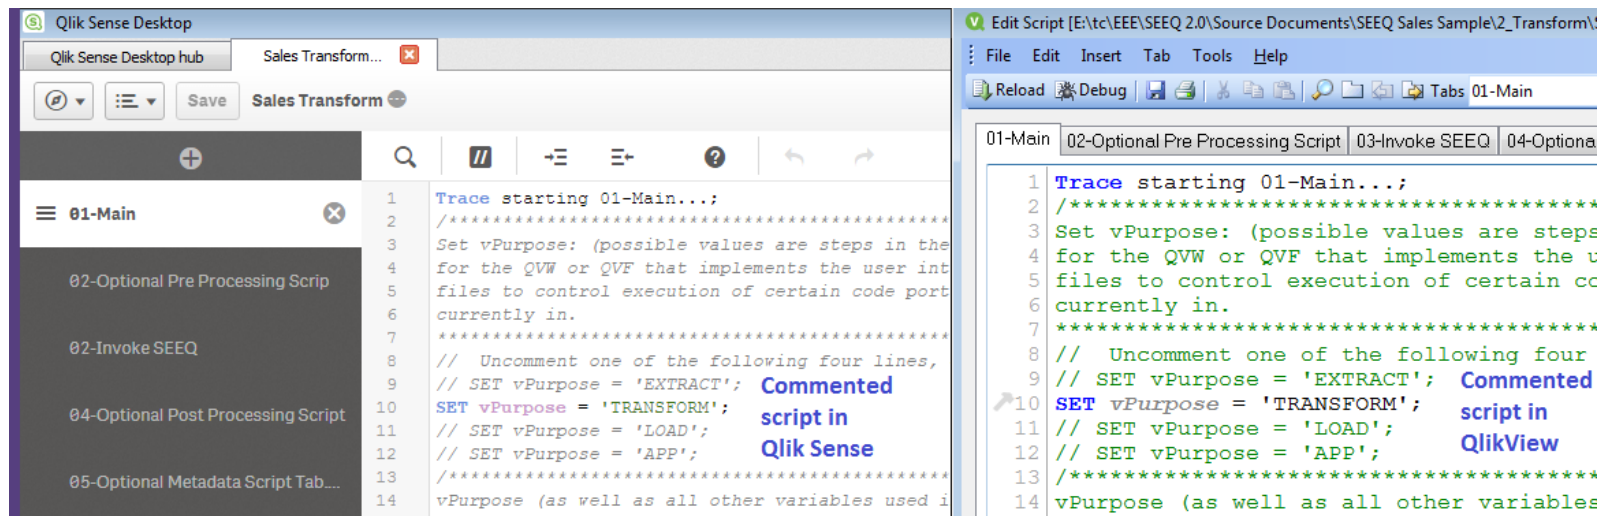 Qlik Sense Desktop
Qlik Sense Desktop hub
Sales Transform...
Save
Sales Transform
01-Main
02-Optional Pre Processing Scrip
02-Invoke SEEQ
04-Optional Post Processing Script
05-Optional Metadata Script Tab....
1 Trace starting 01-Main...;
2 /***************************************************
3 Set vPurpose: (possible values are steps in the
4 for the QVW or QVF that implements the user int
5 files to control execution of certain code port
6 currently in.
7 ***************************************************
8 //  Uncomment one of the following four lines,
9 // SET vPurpose = 'EXTRACT';
10 SET vPurpose = 'TRANSFORM';
11 // SET vPurpose = 'LOAD';
12 // SET vPurpose = 'APP';
13 /***************************************************
14 vPurpose (as well as all other variables used i
Commented
script in
Qlik Sense
Edit Script [E:\tc\EEE\SEEQ 2.0\Source Documents\SEEQ Sales Sample\2_Transform\
File Edit Insert Tab Tools Help
Reload Debug Tabs 01-Main
01-Main 02-Optional Pre Processing Script 03-Invoke SEEQ 04-Optiona
1 Trace starting 01-Main...;
2 /****************************************
3 Set vPurpose: (possible values are steps
4 for the QVW or QVF that implements the u
5 files to control execution of certain co
6 currently in.
7 *****************************************
8 //  Uncomment one of the following four
9 // SET vPurpose = 'EXTRACT';
10 SET vPurpose = 'TRANSFORM';
11 // SET vPurpose = 'LOAD';
12 // SET vPurpose = 'APP';
13 /****************************************
14 vPurpose (as well as all other variables
Commented
script in
QlikView